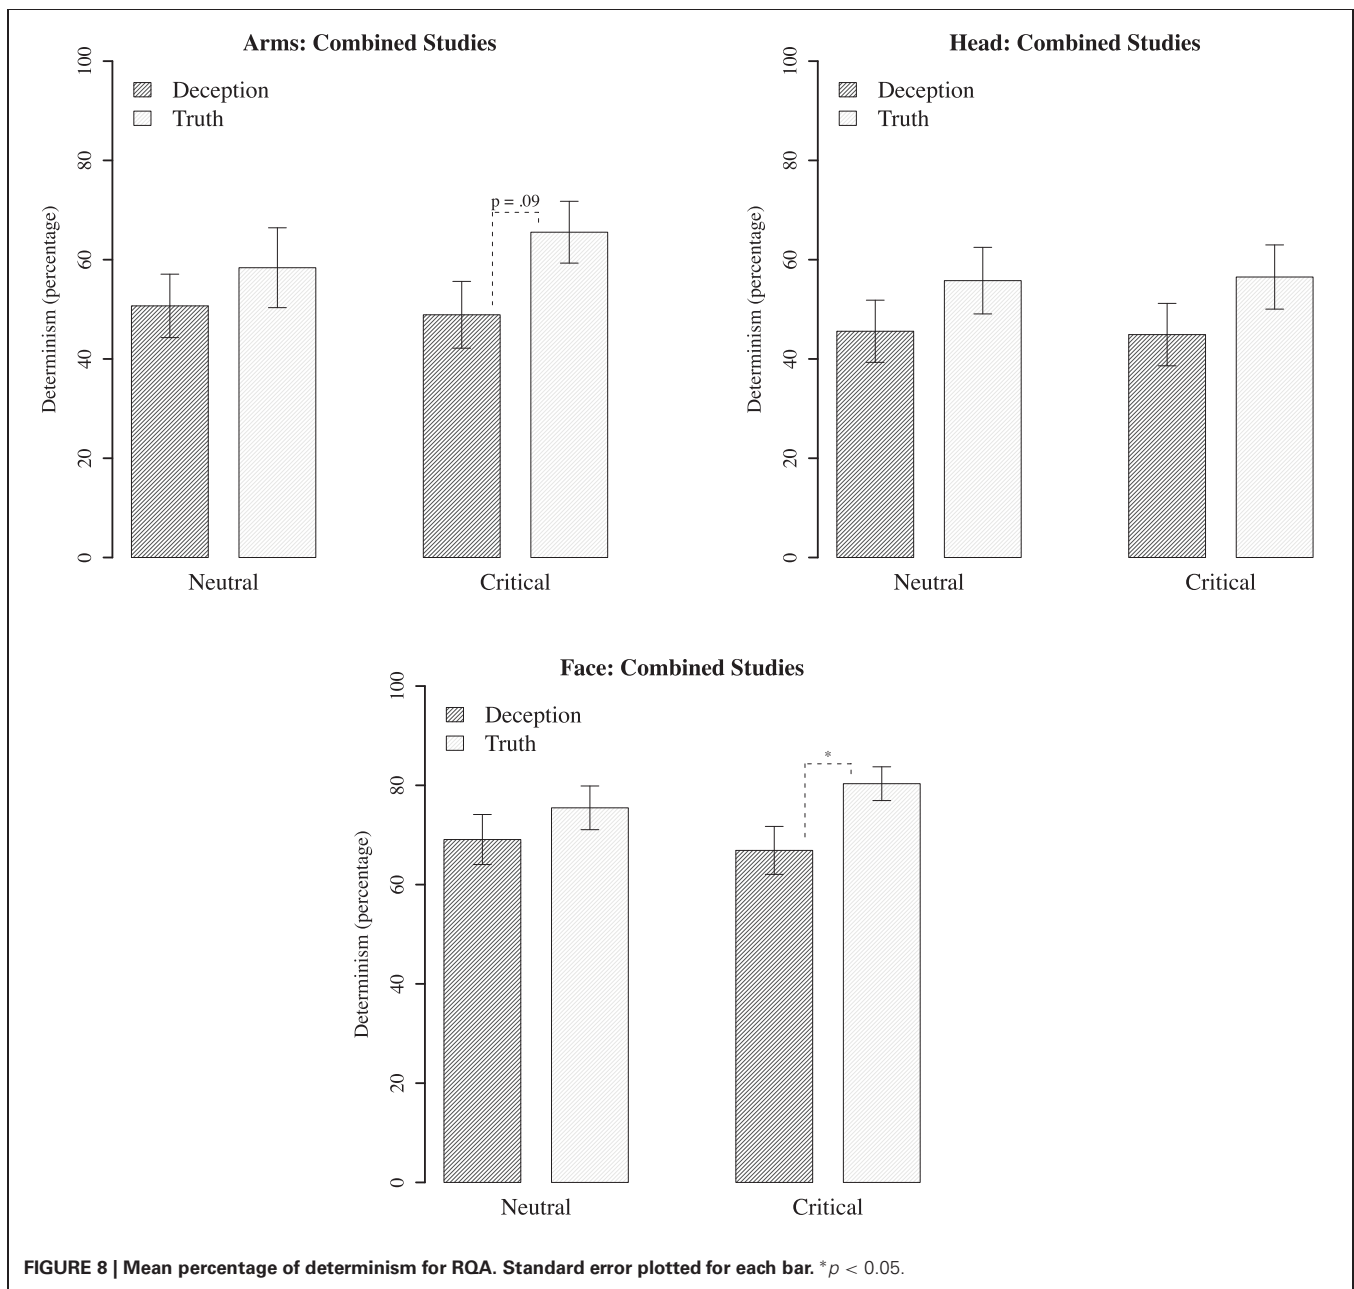 Arms: Combined Studies
Deception
Truth
p = .09
Determinism (percentage)
100
80
60
40
20
0
Neutral
Critical
Head: Combined Studies
Deception
Truth
Determinism (percentage)
100
80
60
40
20
0
Neutral
Critical
Face: Combined Studies
Deception
Truth
*
Determinism (percentage)
100
80
60
40
20
0
Neutral
Critical
FIGURE 8 | Mean percentage of determinism for RQA. Standard error plotted for each bar. *p < 0.05.